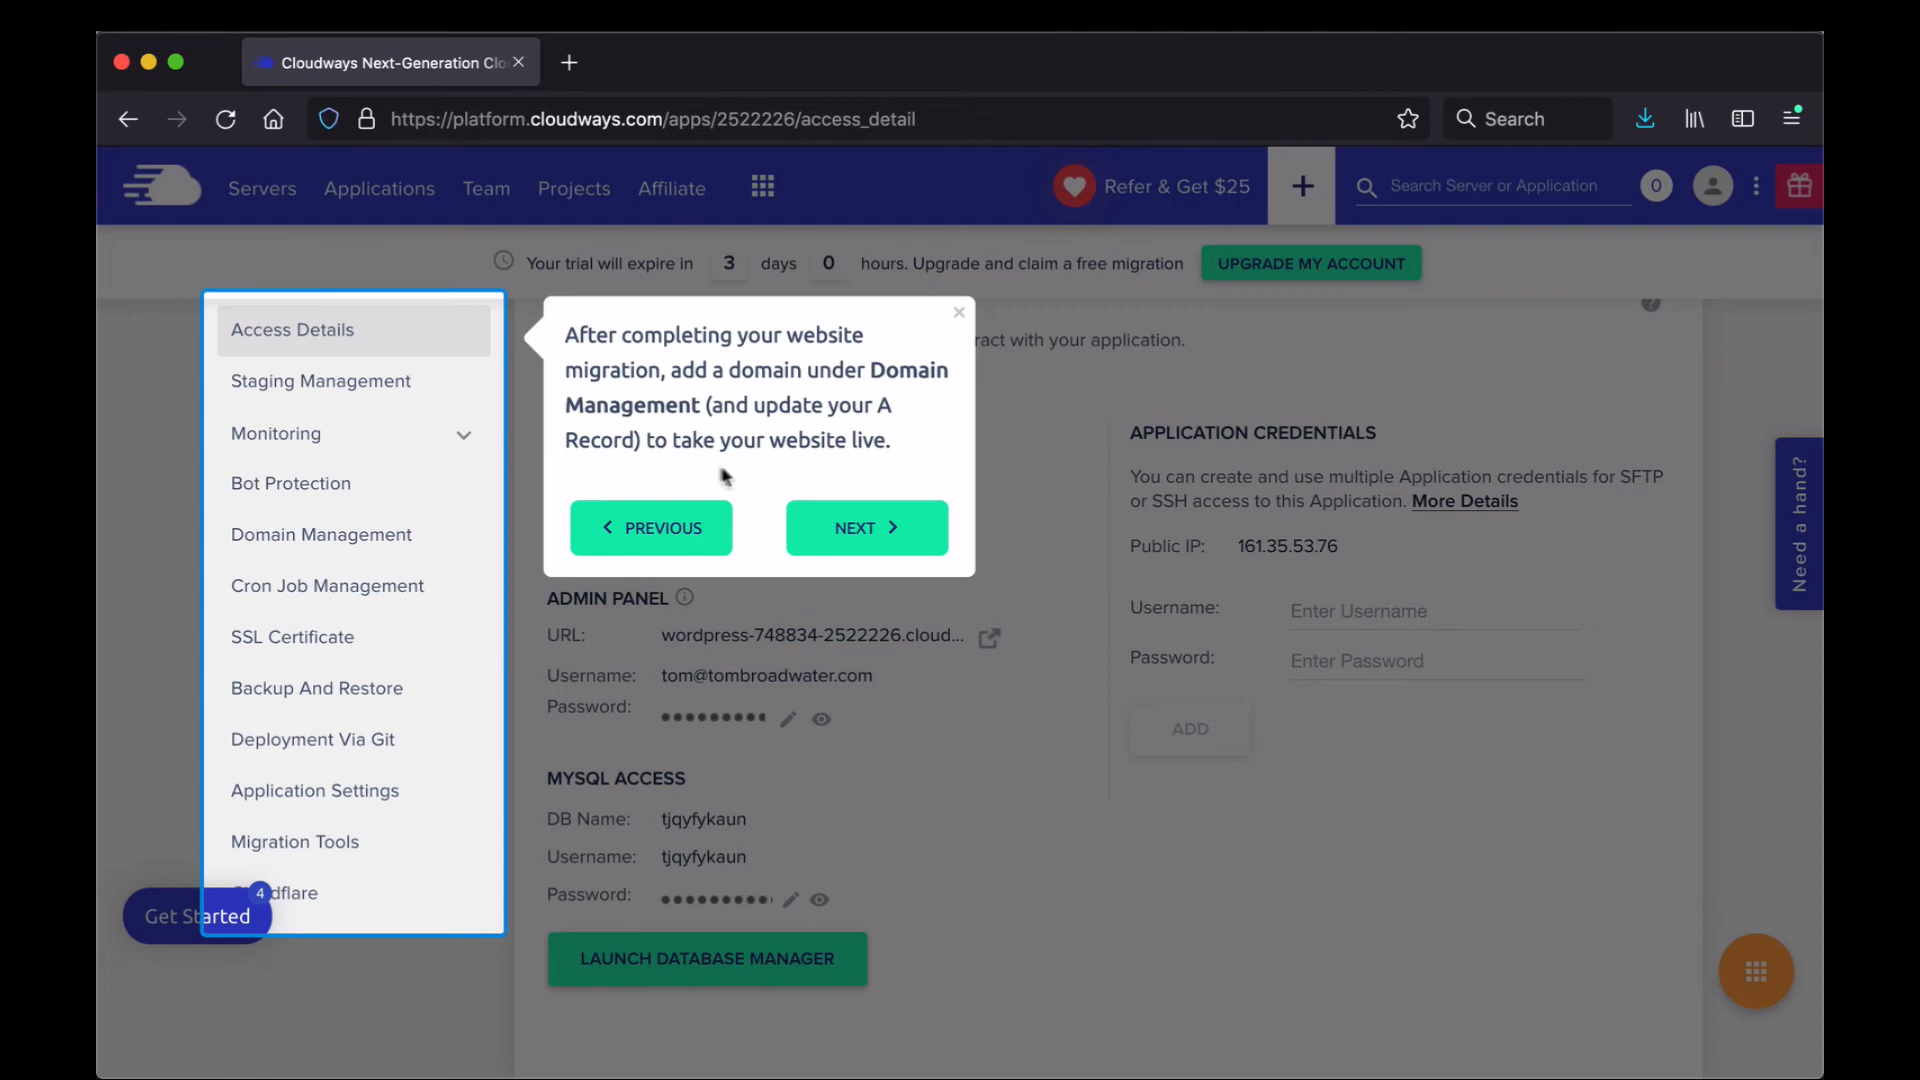 Cloudways Next-Generation Clo
https://platform.cloudways.com/apps/2522226/access_detail
Search
Servers
Applications
Team
Projects
Affiliate
Refer & Get $25
+
Search Server or Application
0
Your trial will expire in 3 days 0 hours. Upgrade and claim a free migration
UPGRADE MY ACCOUNT
Access Details
Staging Management
Monitoring
Bot Protection
Domain Management
Cron Job Management
SSL Certificate
Backup And Restore
Deployment Via Git
Application Settings
Migration Tools
dflare
4
Get Started
After completing your website
migration, add a domain under Domain
Management (and update your A
Record) to take your website live.
PREVIOUS
NEXT
ract with your application.
ADMIN PANEL
URL: wordpress-748834-2522226.cloud...
Username: tom@tombroadwater.com
Password:
MYSQL ACCESS
DB Name: tjqyfykaun
Username: tjqyfykaun
Password:
LAUNCH DATABASE MANAGER
APPLICATION CREDENTIALS
You can create and use multiple Application credentials for SFTP
or SSH access to this Application. More Details
Public IP: 161.35.53.76
Username: Enter Username
Password: Enter Password
ADD
Need a hand?